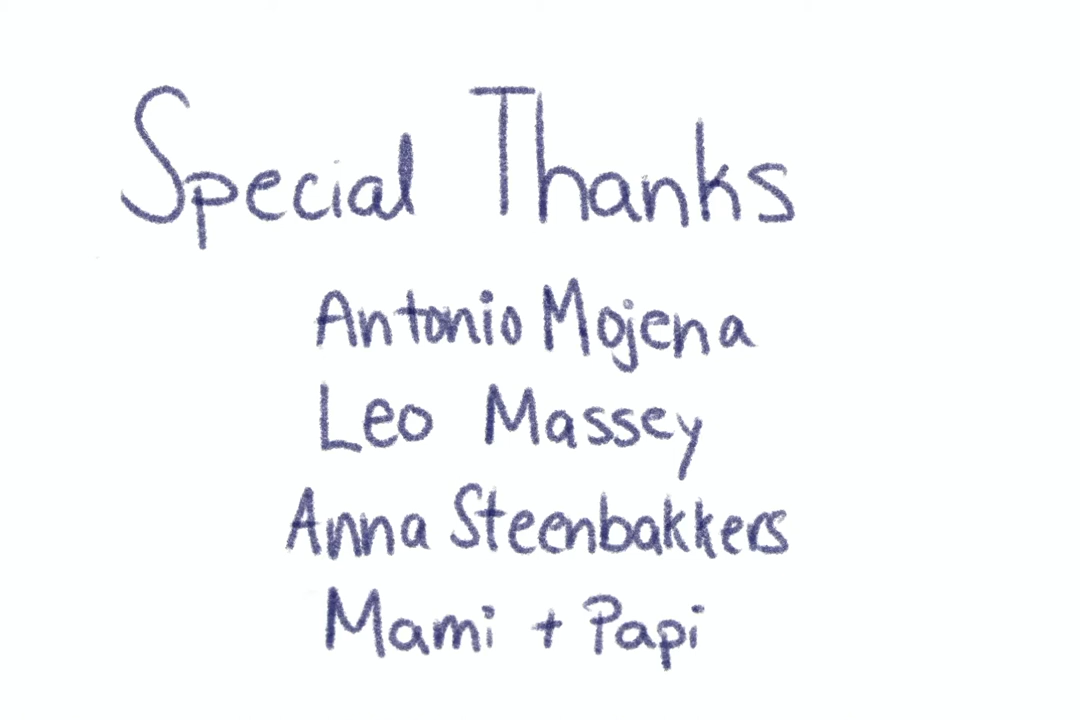 Special Thanks
Antonio Mojena
Leo Massey
Anna Steenbakkers
Mami + Papi